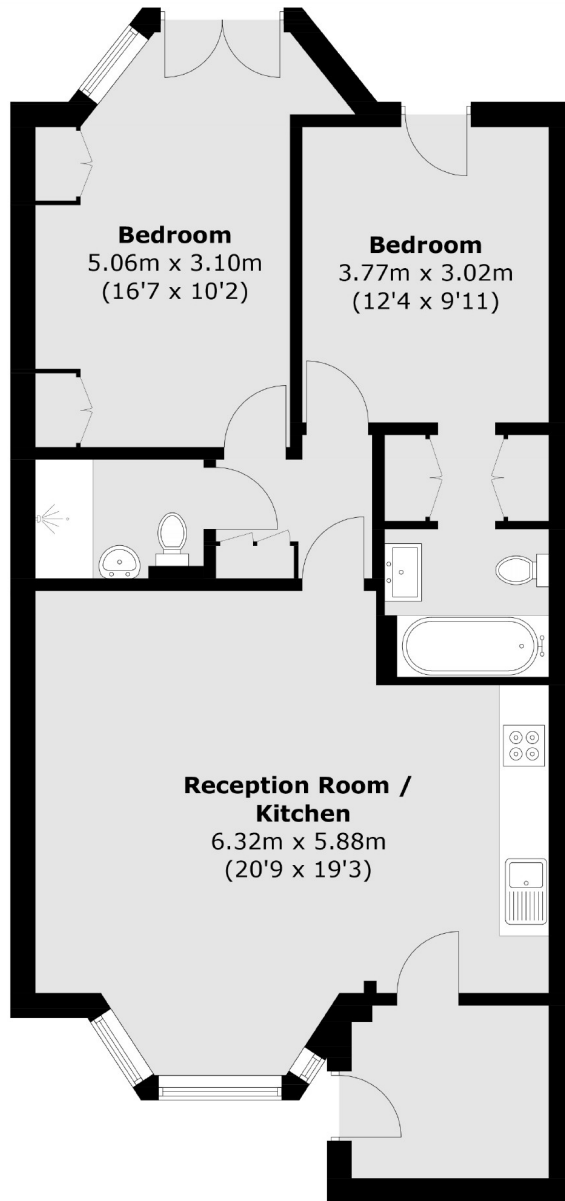 Bedroom
5.06m x 3.10m
(16'7 x 10'2)
Bedroom
3.77m x 3.02m
(12'4 x 9'11)
Reception Room /
Kitchen
6.32m x 5.88m
(20'9 x 19'3)